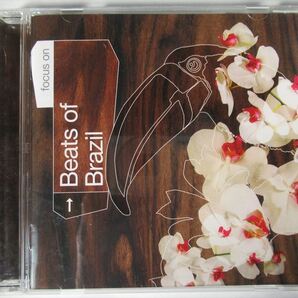 focus on
→ Beats of
Brazil